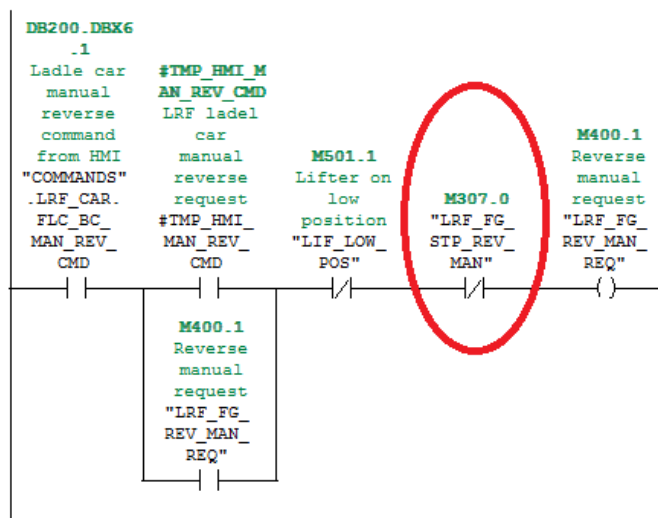 DB200.DBX6
.1
Ladle car
manual
reverse
command
from HMI
"COMMANDS"
.LRF_CAR.
FLC_BC_
MAN_REV_
CMD
#TMP_HMI_M
AN_REV_CMD
LRF ladel
car
manual
reverse
request
#TMP_HMI_
MAN_REV_
CMD
M501.1
Lifter on
low
position
"LIF_LOW_
POS"
M307.0
"LRF_FG_
STP_REV_
MAN"
M400.1
Reverse
manual
request
"LRF_FG_
REV_MAN_
REQ"
M400.1
Reverse
manual
request
"LRF_FG_
REV_MAN_
REQ"